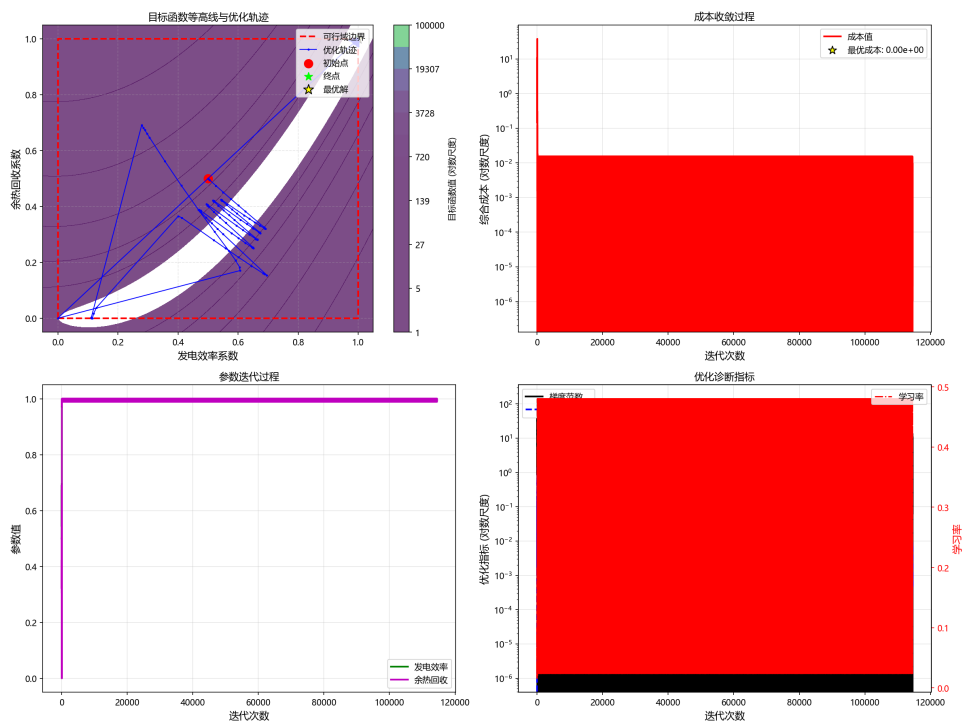 目标函数等高线与优化轨迹
可行域边界
优化轨迹
初始点
终点
最优解
余热回收系数
1.0
0.8
0.6
0.4
0.2
0.0
0.0 0.2 0.4 0.6 0.8 1.0
发电效率系数
100000
19307
3728
720
139
27
5
1
目标函数值 (对数尺度)
成本收敛过程
成本值
最优成本: 0.00e+00
综合成本 (对数尺度)
10¹
10⁰
10⁻¹
10⁻²
10⁻³
10⁻⁴
10⁻⁵
10⁻⁶
0 20000 40000 60000 80000 100000 120000
迭代次数
参数迭代过程
参数值
1.0
0.8
0.6
0.4
0.2
0.0
发电效率
余热回收
0 20000 40000 60000 80000 100000 120000
迭代次数
优化诊断指标
梯度范数
学习率
优化指标 (对数尺度)
10²
10¹
10⁰
10⁻¹
10⁻²
10⁻³
10⁻⁴
10⁻⁵
10⁻⁶
0 20000 40000 60000 80000 100000 120000
迭代次数
0.5
0.4
0.3
0.2
0.1
0.0
学习率